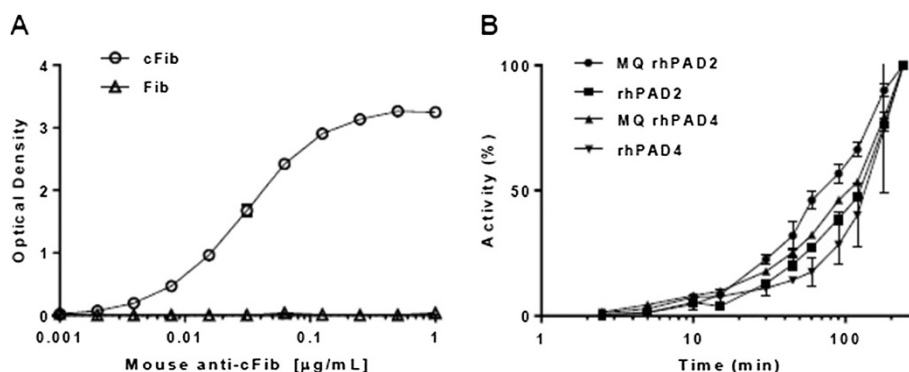 A
cFib
Fib
4
3
2
1
0
0.001
0.01
0.1
1
Optical Density
Mouse anti-cFib [µg/mL]
B
MQ rhPAD2
rhPAD2
MQ rhPAD4
rhPAD4
100
50
0
1
10
100
Activity (%)
Time (min)